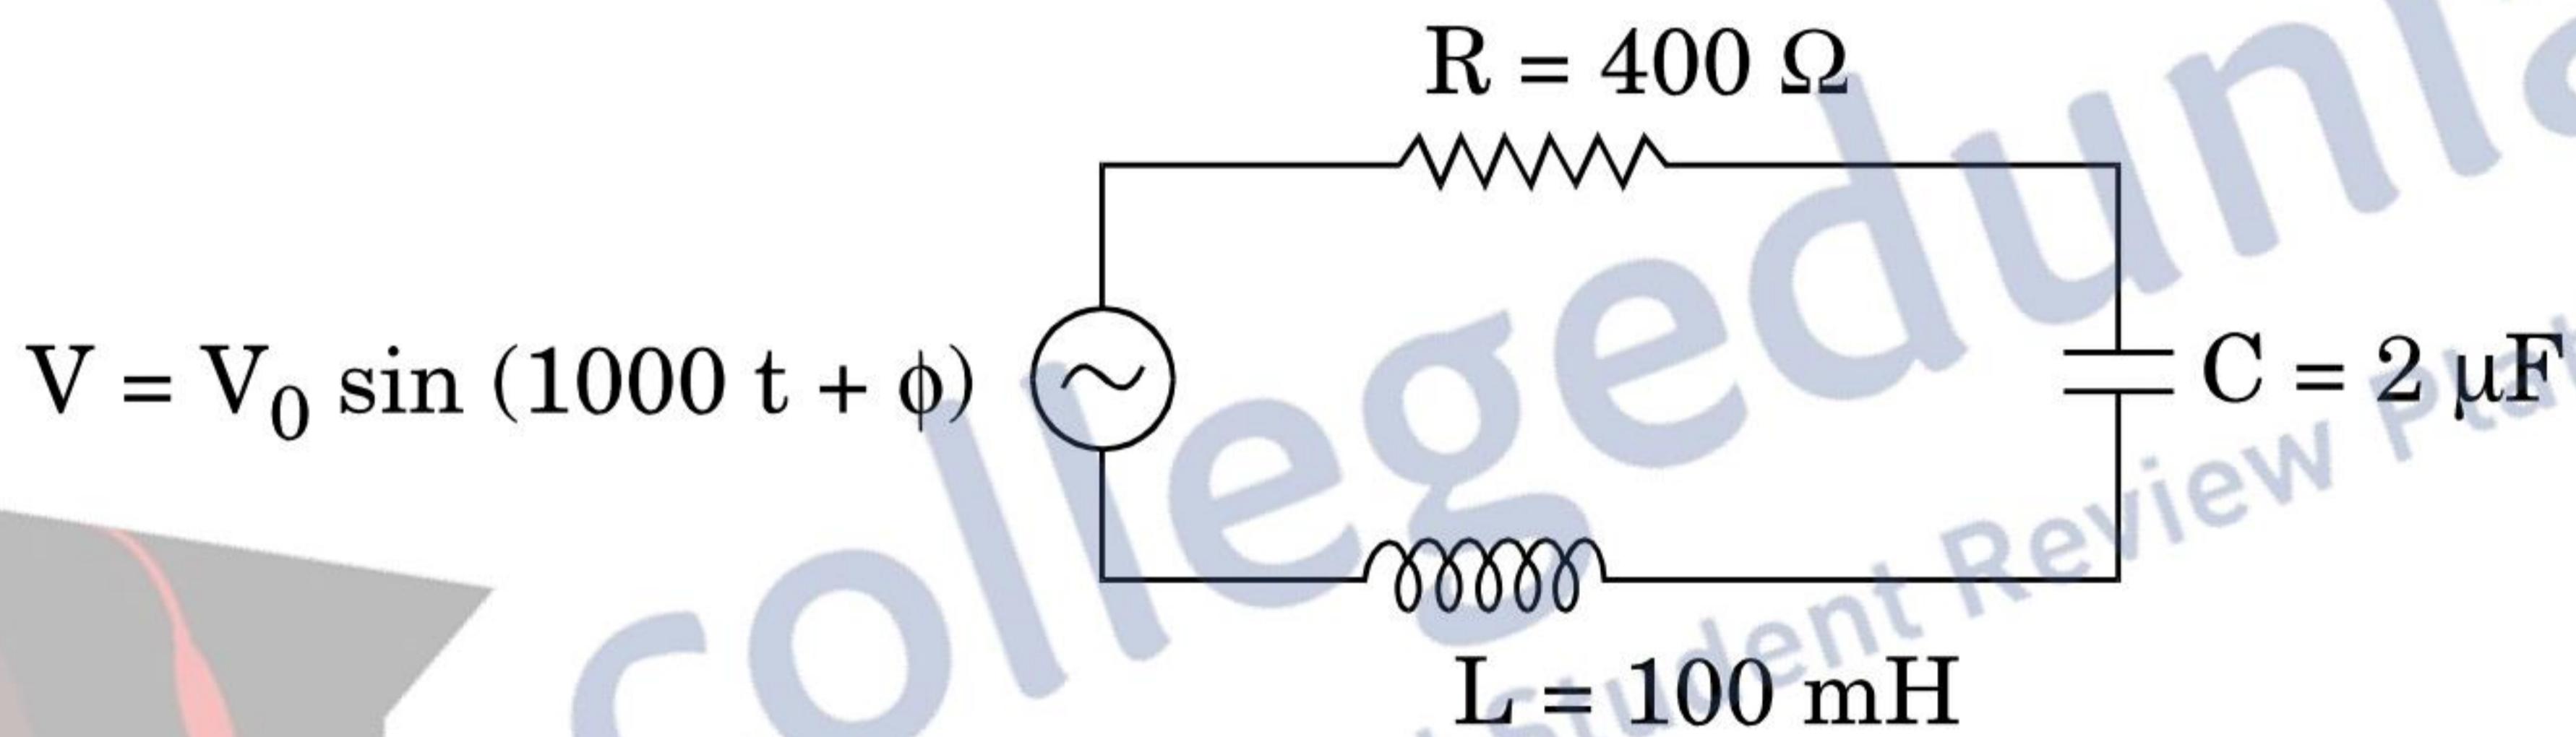 R = 400 Ω
V = V₀ sin (1000 t + ϕ)
C = 2 μF
L = 100 mH
collegedunia
Student Review